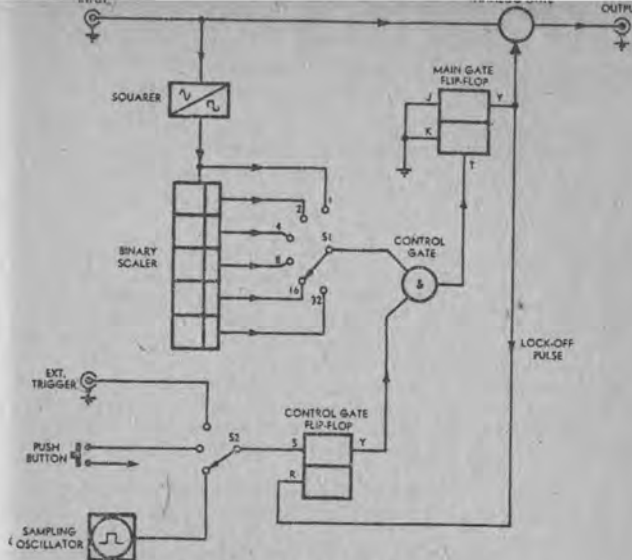 OUTPUT
MAIN GATE
FLIP-FLOP
J
Y
K
T
SQUARER
1
2
4
S1
8
16
32
CONTROL
GATE
&
BINARY
SCALER
LOCK-OFF
PULSE
EXT.
TRIGGER
CONTROL GATE
FLIP-FLOP
PUSH
BUTTON
S2
S
Y
R
SAMPLING
OSCILLATOR